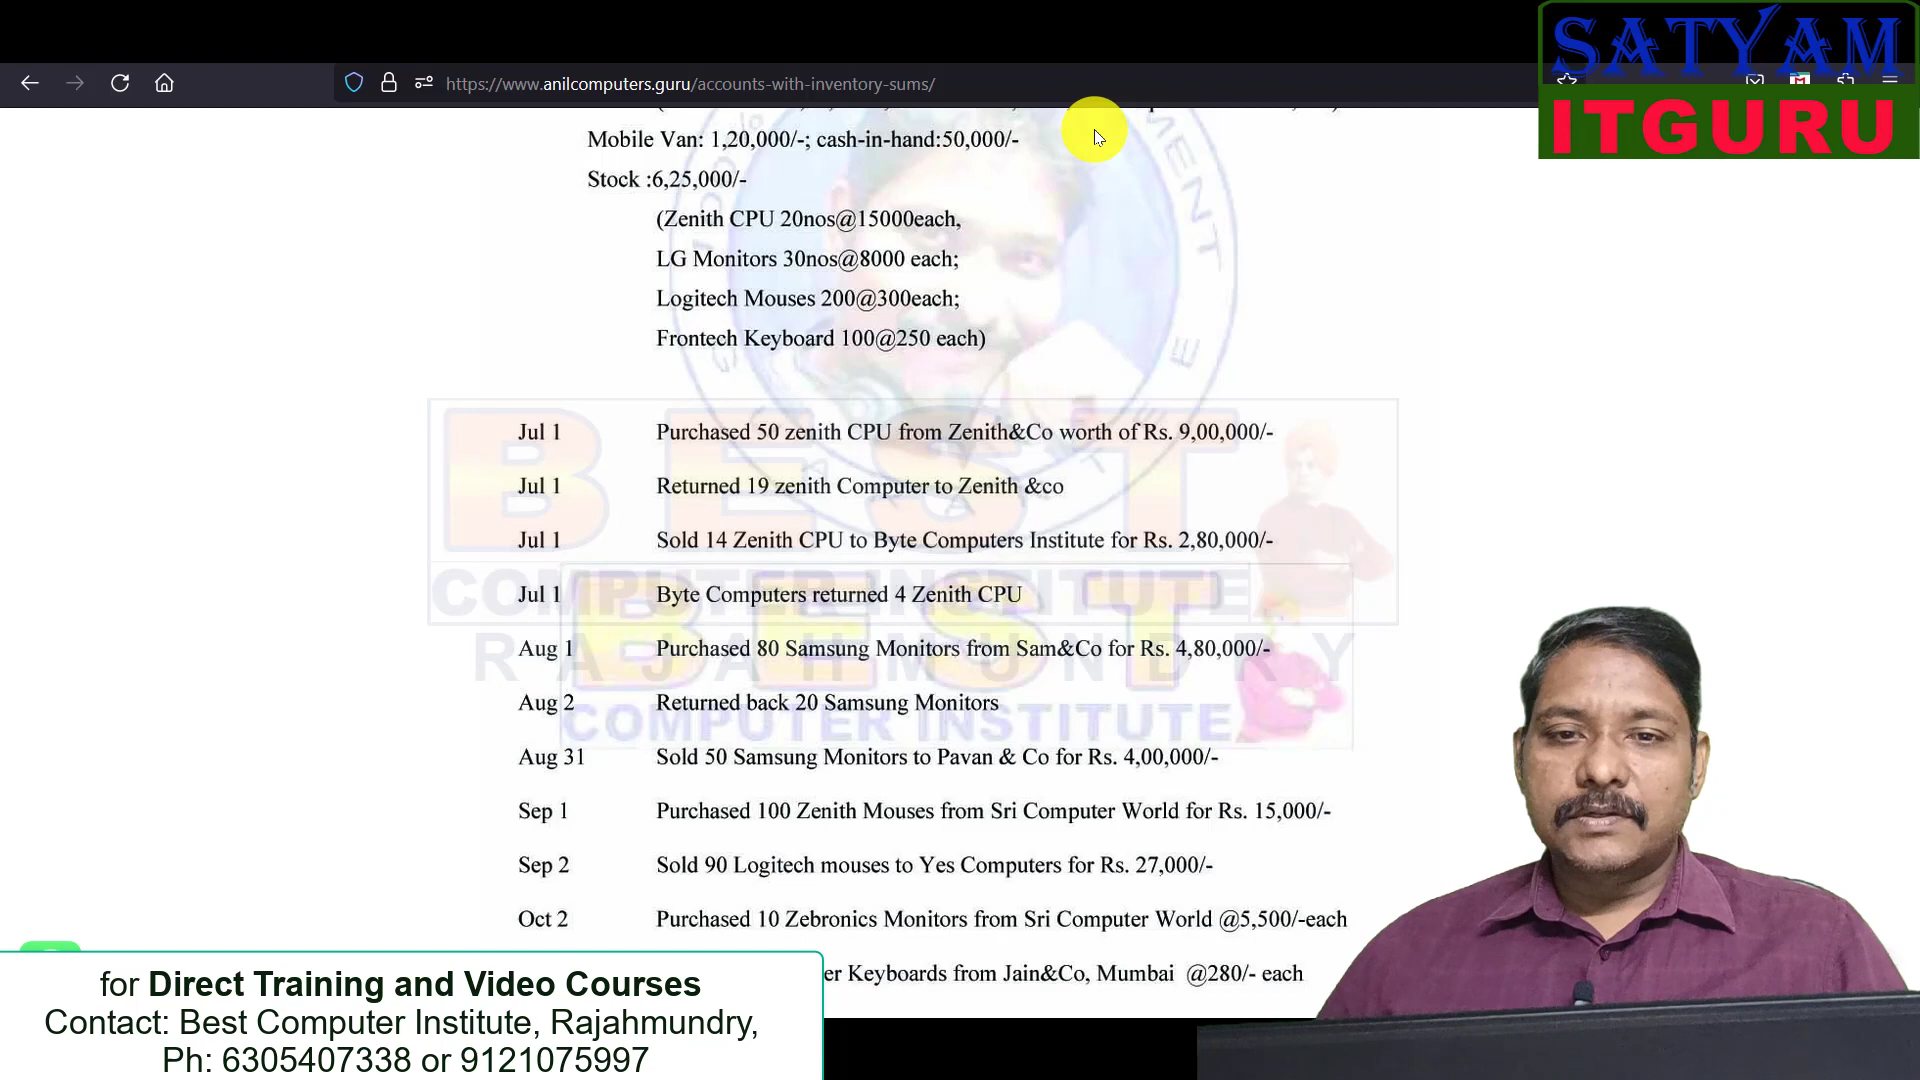 SATYAM
ITGURU
https://www.anilcomputers.guru/accounts-with-inventory-sums/
Mobile Van: 1,20,000/-; cash-in-hand:50,000/-
Stock :6,25,000/-
(Zenith CPU 20nos@15000each,
LG Monitors 30nos@8000 each;
Logitech Mouses 200@300each;
Frontech Keyboard 100@250 each)
Jul 1 Purchased 50 zenith CPU from Zenith&Co worth of Rs. 9,00,000/-
Jul 1 Returned 19 zenith Computer to Zenith &co
Jul 1 Sold 14 Zenith CPU to Byte Computers Institute for Rs. 2,80,000/-
Jul 1 Byte Computers returned 4 Zenith CPU
Aug 1 Purchased 80 Samsung Monitors from Sam&Co for Rs. 4,80,000/-
Aug 2 Returned back 20 Samsung Monitors
Aug 31 Sold 50 Samsung Monitors to Pavan & Co for Rs. 4,00,000/-
Sep 1 Purchased 100 Zenith Mouses from Sri Computer World for Rs. 15,000/-
Sep 2 Sold 90 Logitech mouses to Yes Computers for Rs. 27,000/-
Oct 2 Purchased 10 Zebronics Monitors from Sri Computer World @5,500/-each
er Keyboards from Jain&Co, Mumbai @280/- each
BEST
COMPUTER INSTITUTE
RAJAHMUNDRY
BEST
COMPUTER INSTITUTE
for Direct Training and Video Courses
Contact: Best Computer Institute, Rajahmundry,
Ph: 6305407338 or 9121075997